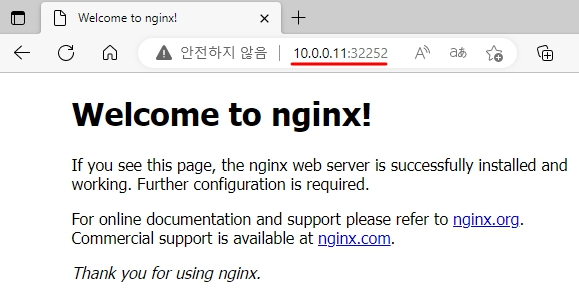 Welcome to nginx!
안전하지 않음 10.0.0.11:32252 A aあ
Welcome to nginx!
If you see this page, the nginx web server is successfully installed and
working. Further configuration is required.
For online documentation and support please refer to nginx.org.
Commercial support is available at nginx.com.
Thank you for using nginx.